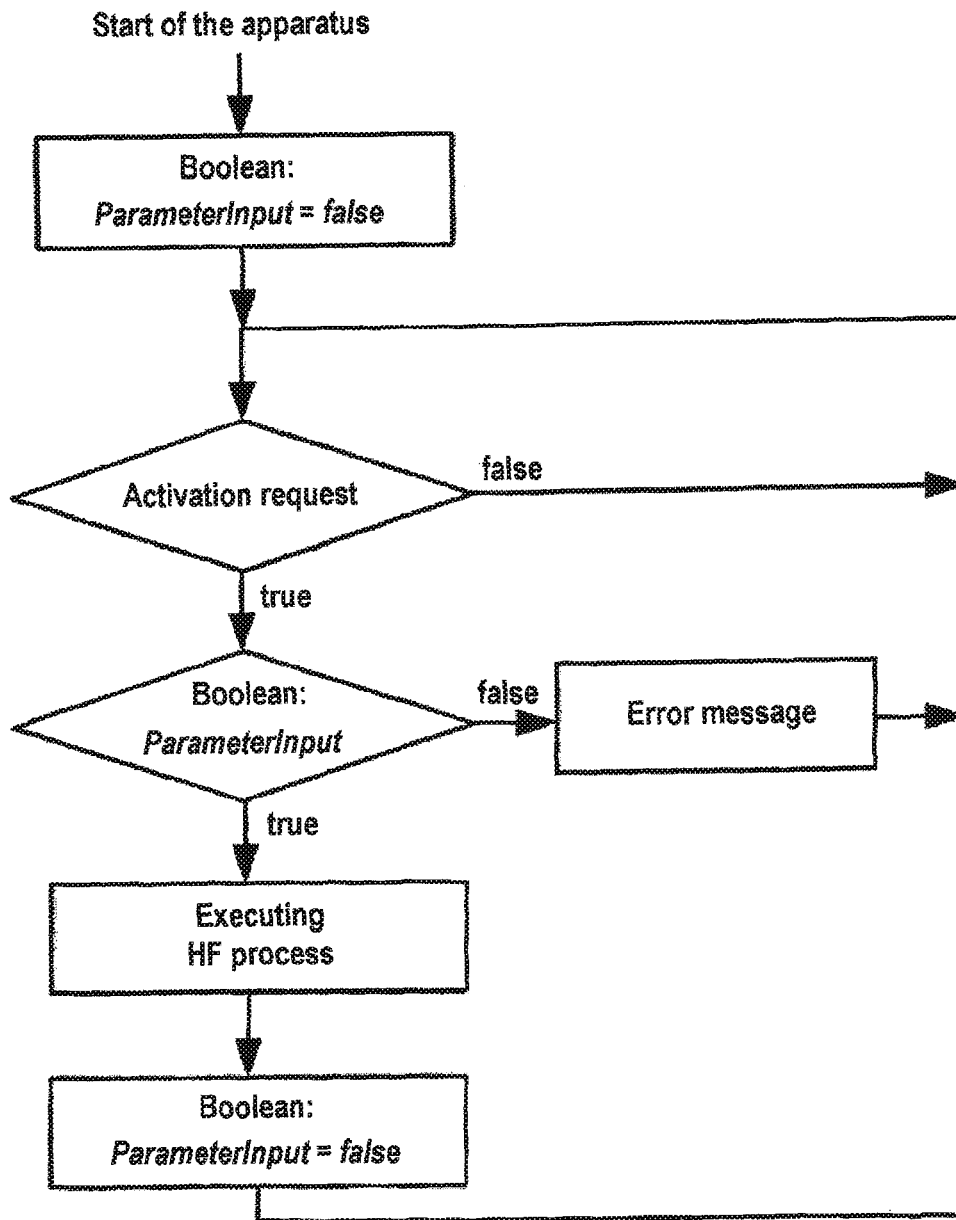 Start of the apparatus
Boolean:
ParameterInput = false
Activation request
false
true
Boolean:
ParameterInput
false
Error message
true
Executing
HF process
Boolean:
ParameterInput = false